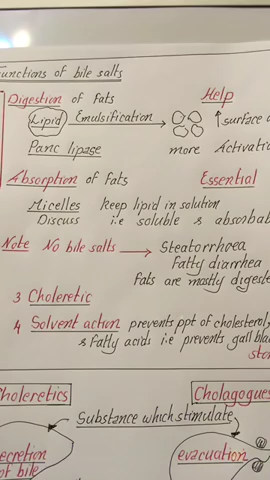 Functions of bile salts
Digestion of fats Help
Lipid Emulsification → ↑ surface
Panc lipase more Activati
Absorption of Fats Essential
Micelles keep lipid in solution
Discuss i.e soluble & absorbab
Note No bile salts → Steatorrhoea
Fatty diarrhea
Fats are mostly digeste
3 Choleretic
4 Solvent action prevents ppt of cholesterol,
& fatty acids i.e prevents gall bla
ston
Choleretics Cholagogues
Substance which stimulate
secretion evacuation
of bile